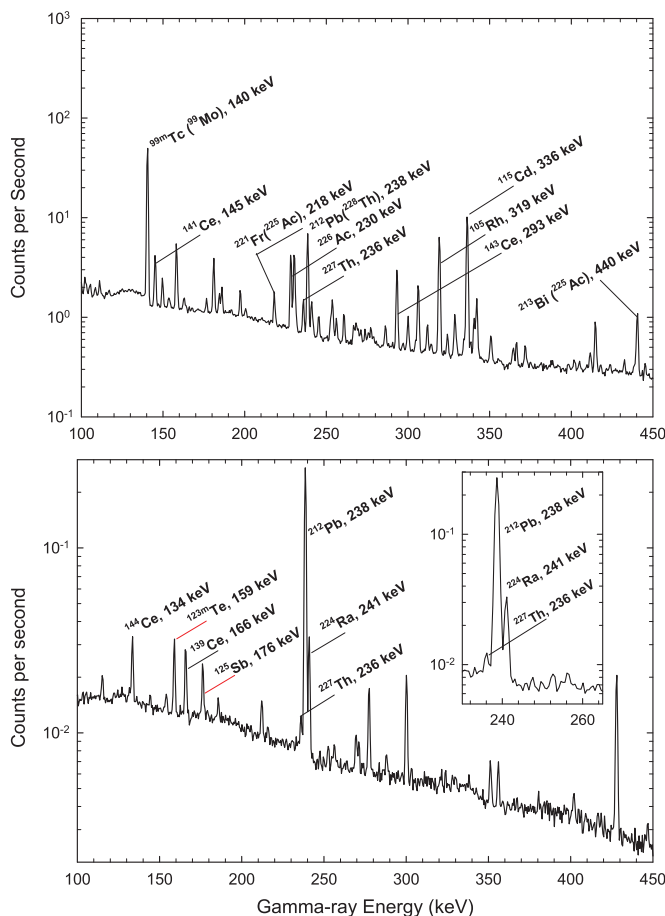 Counts per Second
10³
10²
10¹
10⁰
10⁻¹
⁹⁹ᵐTc (⁹⁹Mo), 140 keV
¹⁴¹Ce, 145 keV
²²¹Fr(²²⁵Ac), 218 keV
²¹²Pb(²²⁸Th), 238 keV
²²⁶Ac, 230 keV
²²⁷Th, 236 keV
¹¹⁵Cd, 336 keV
¹⁰⁵Rh, 319 keV
¹⁴³Ce, 293 keV
²¹³Bi (²²⁵Ac), 440 keV
100 150 200 250 300 350 400 450
Counts per Second
10⁻¹
10⁻²
¹⁴⁴Ce, 134 keV
¹²³ᵐTe, 159 keV
¹³⁹Ce, 166 keV
¹²⁵Sb, 176 keV
²¹²Pb, 238 keV
²²⁴Ra, 241 keV
²²⁷Th, 236 keV
10⁻¹
10⁻²
²¹²Pb, 238 keV
²²⁴Ra, 241 keV
²²⁷Th, 236 keV
240 260
100 150 200 250 300 350 400 450
Gamma-ray Energy (keV)